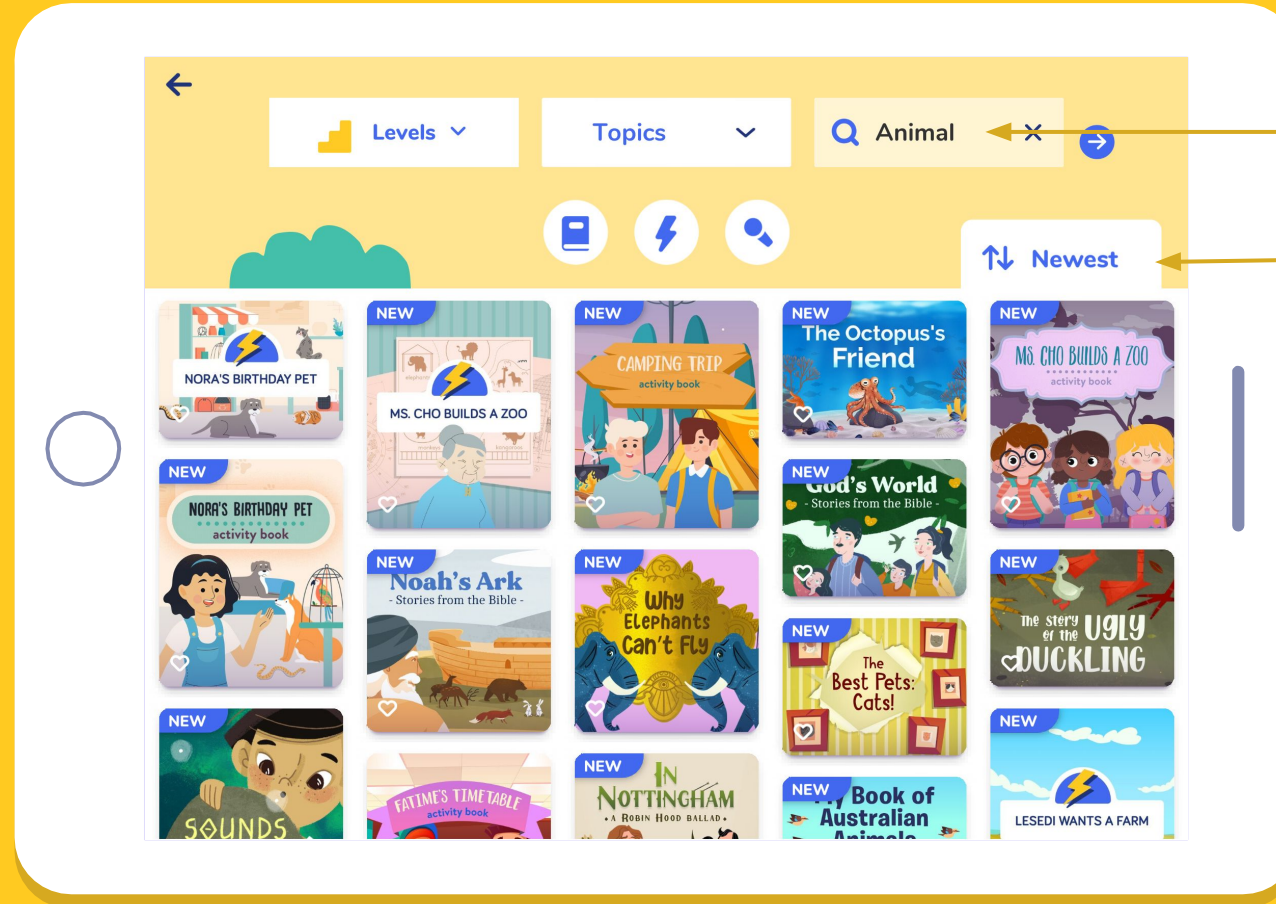 Levels
Topics
Animal
Newest
NORA'S BIRTHDAY PET
NEW
NORA'S BIRTHDAY PET
activity book
NEW
SOUNDS
NEW
MS. CHO BUILDS A ZOO
NEW
Noah's Ark
- Stories from the Bible -
FATIME'S TIMETABLE
activity book
NEW
CAMPING TRIP
activity book
NEW
Why
Elephants
Can't Fly
NEW
IN
NOTTINGHAM
• A ROBIN HOOD BALLAD •
NEW
The Octopus's
Friend
NEW
God's World
- Stories from the Bible -
NEW
The
Best Pets:
Cats!
NEW
My Book of
Australian
Animals
NEW
MS. CHO BUILDS A ZOO
activity book
NEW
The Story
of the UGLY
DUCKLING
NEW
LESEDI WANTS A FARM